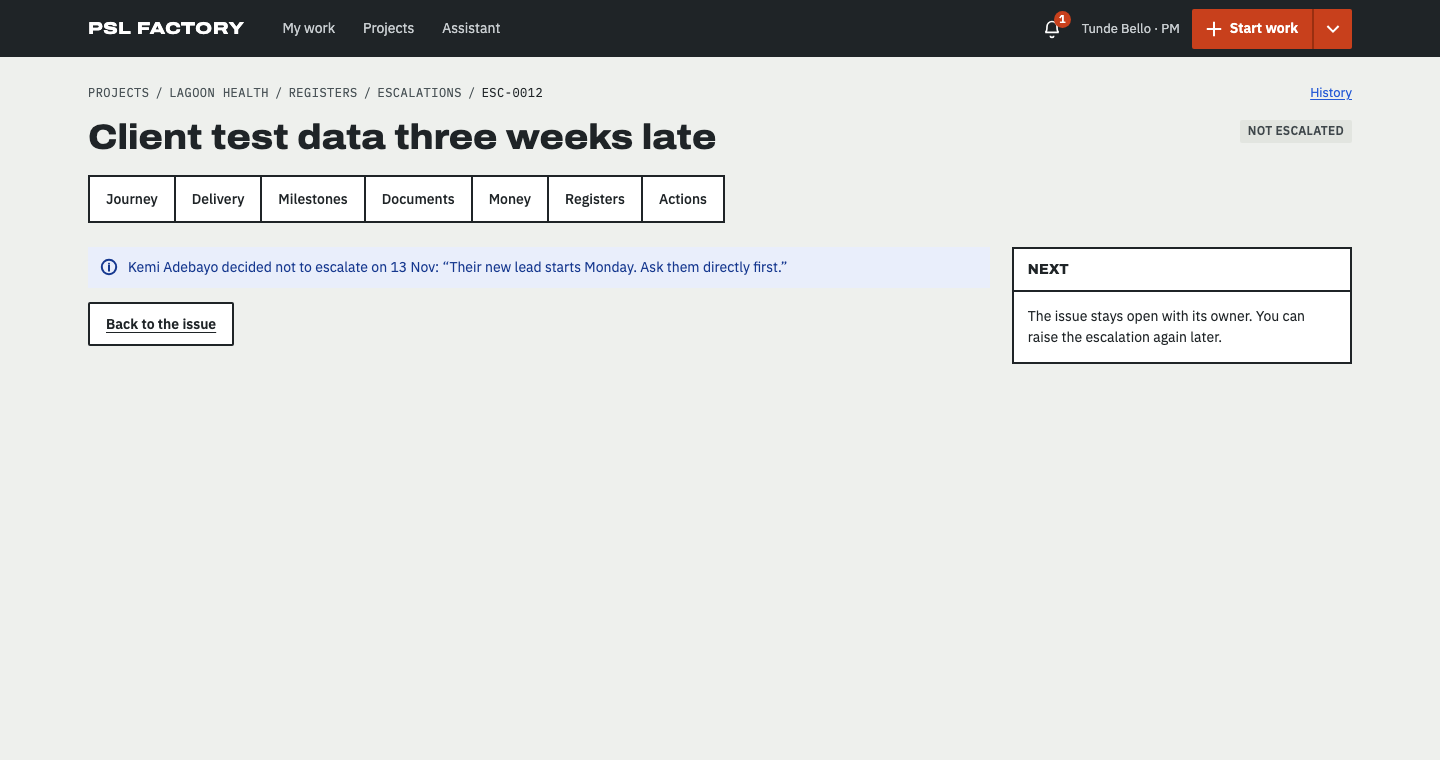 PSL FACTORY
My work
Projects
Assistant
1
Tunde Bello · PM
Start work
PROJECTS / LAGOON HEALTH / REGISTERS / ESCALATIONS / ESC-0012
History
Client test data three weeks late
NOT ESCALATED
Journey
Delivery
Milestones
Documents
Money
Registers
Actions
Kemi Adebayo decided not to escalate on 13 Nov: “Their new lead starts Monday. Ask them directly first.”
Back to the issue
NEXT
The issue stays open with its owner. You can
raise the escalation again later.